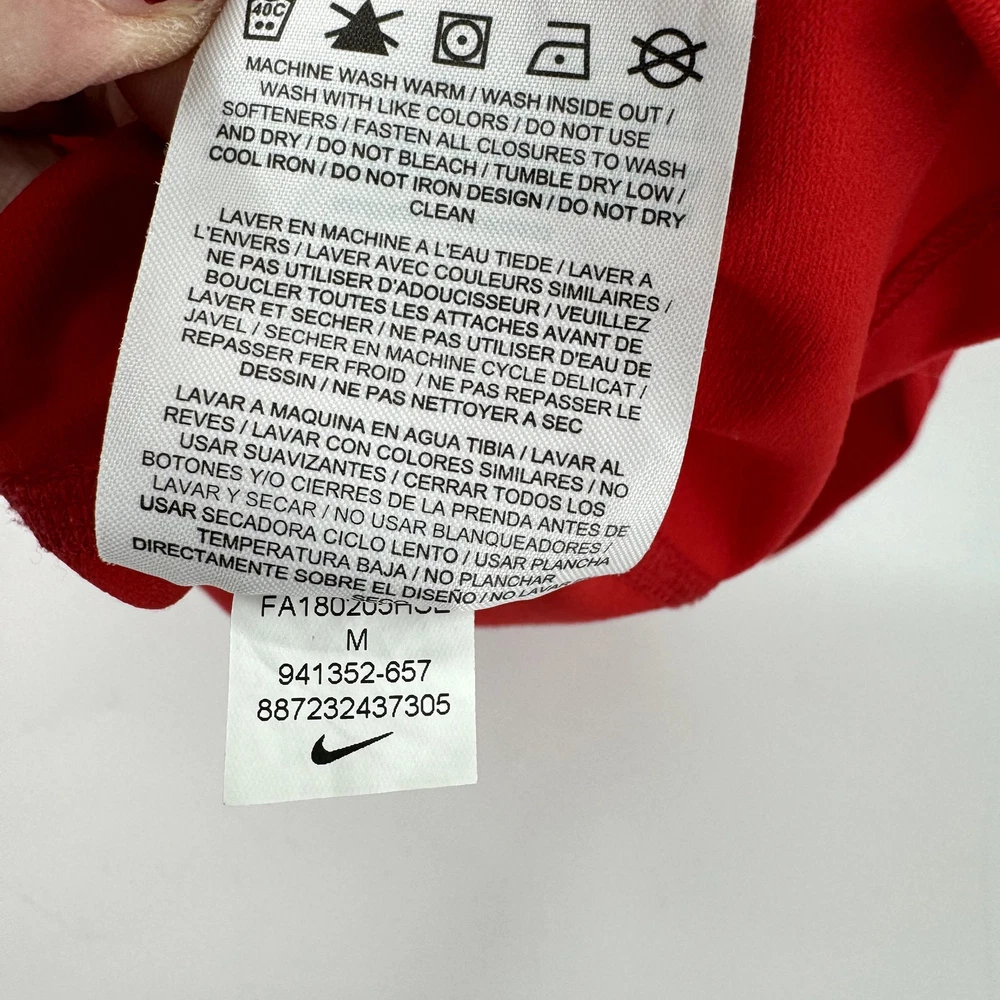 40C
MACHINE WASH WARM / WASH INSIDE OUT /
WASH WITH LIKE COLORS / DO NOT USE
SOFTENERS / FASTEN ALL CLOSURES TO WASH
AND DRY / DO NOT BLEACH / TUMBLE DRY LOW /
COOL IRON / DO NOT IRON DESIGN / DO NOT DRY
CLEAN
LAVER EN MACHINE A L'EAU TIEDE / LAVER A
L'ENVERS / LAVER AVEC COULEURS SIMILAIRES /
NE PAS UTILISER D'ADOUCISSEUR / VEUILLEZ
BOUCLER TOUTES LES ATTACHES AVANT DE
LAVER ET SECHER / NE PAS UTILISER D'EAU DE
JAVEL / SECHER EN MACHINE CYCLE DELICAT /
REPASSER FER FROID / NE PAS REPASSER LE
DESSIN / NE PAS NETTOYER A SEC
LAVAR A MAQUINA EN AGUA TIBIA / LAVAR AL
REVES / LAVAR CON COLORES SIMILARES / NO
USAR SUAVIZANTES / CERRAR TODOS LOS
BOTONES Y/O CIERRES DE LA PRENDA ANTES DE
LAVAR Y SECAR / NO USAR BLANQUEADORES /
USAR SECADORA CICLO LENTO / USAR PLANCHA
TEMPERATURA BAJA / NO PLANCHAR
DIRECTAMENTE SOBRE EL DISEÑO / NO LAVAR
M
941352-657
887232437305